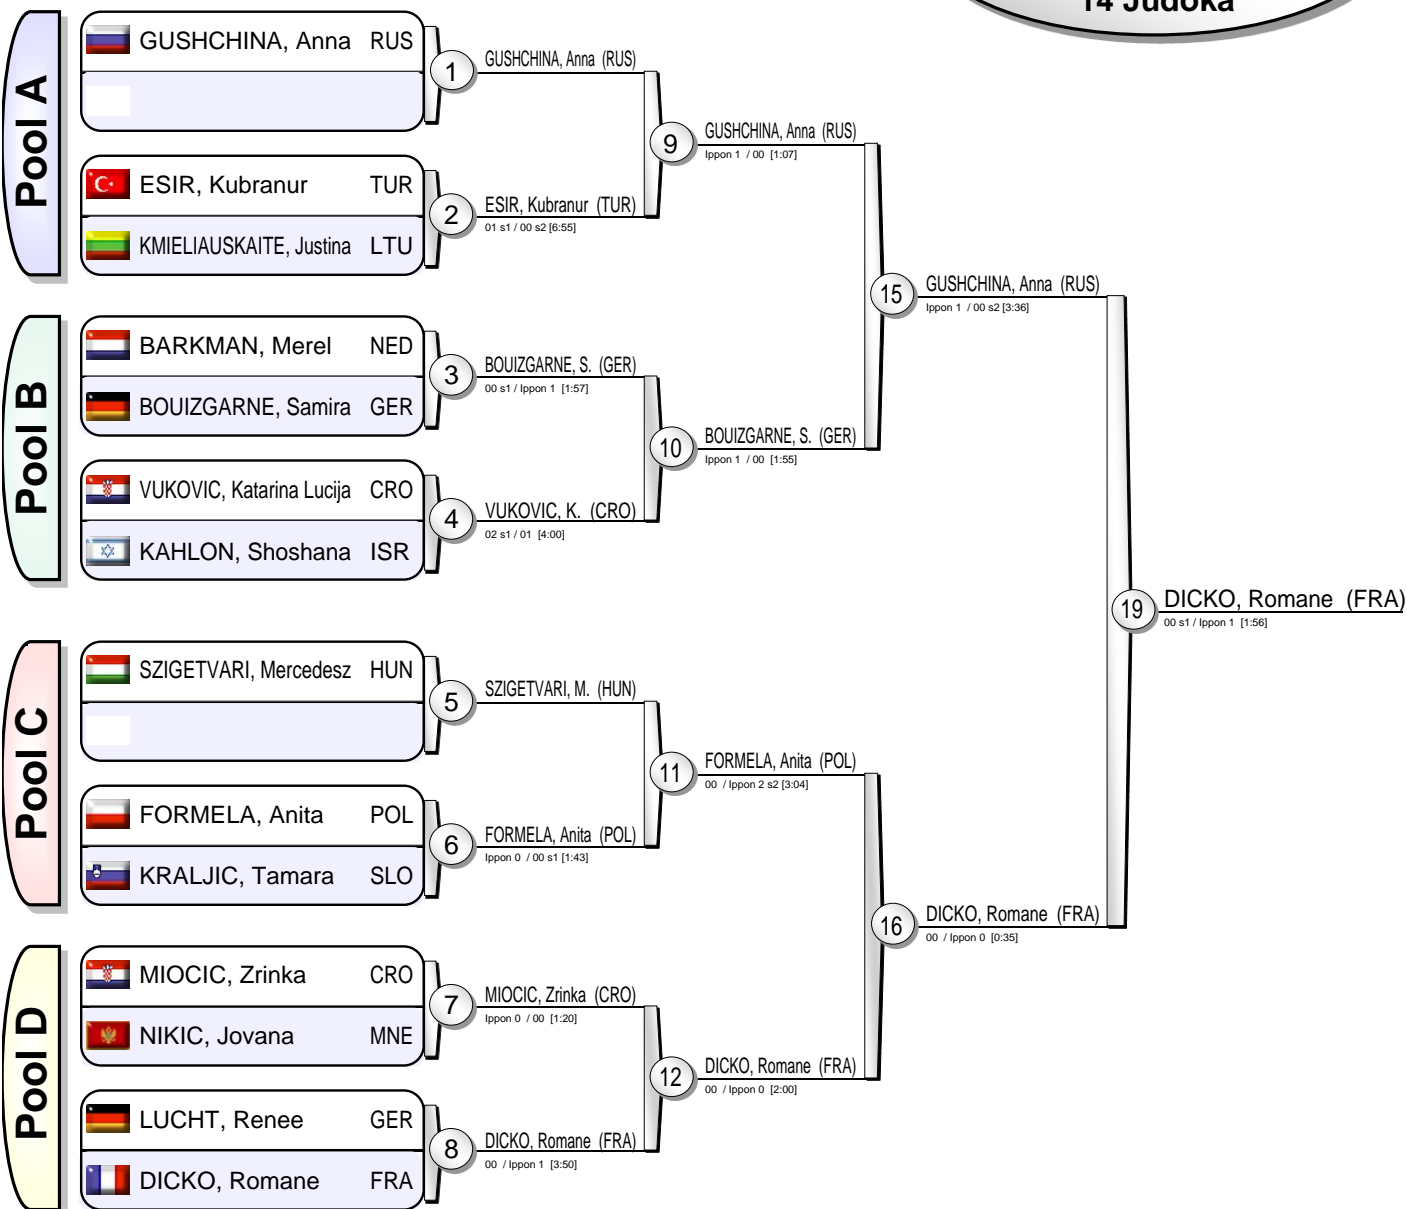 14 Judoka
Pool A
GUSHCHINA, Anna RUS
ESIR, Kubranur TUR
KMIELIAUSKAITE, Justina LTU
1
GUSHCHINA, Anna (RUS)
2
ESIR, Kubranur (TUR)
01 s1 / 00 s2 [6:55]
9
GUSHCHINA, Anna (RUS)
Ippon 1 / 00 [1:07]
Pool B
BARKMAN, Merel NED
BOUIZGARNE, Samira GER
VUKOVIC, Katarina Lucija CRO
KAHLON, Shoshana ISR
3
BOUIZGARNE, S. (GER)
00 s1 / Ippon 1 [1:57]
4
VUKOVIC, K. (CRO)
02 s1 / 01 [4:00]
10
BOUIZGARNE, S. (GER)
Ippon 1 / 00 [1:55]
15
GUSHCHINA, Anna (RUS)
Ippon 1 / 00 s2 [3:36]
Pool C
SZIGETVARI, Mercedesz HUN
FORMELA, Anita POL
KRALJIC, Tamara SLO
5
SZIGETVARI, M. (HUN)
6
FORMELA, Anita (POL)
Ippon 0 / 00 s1 [1:43]
11
FORMELA, Anita (POL)
00 / Ippon 2 s2 [3:04]
Pool D
MIOCIC, Zrinka CRO
NIKIC, Jovana MNE
LUCHT, Renee GER
DICKO, Romane FRA
7
MIOCIC, Zrinka (CRO)
Ippon 0 / 00 [1:20]
8
DICKO, Romane (FRA)
00 / Ippon 1 [3:50]
12
DICKO, Romane (FRA)
00 / Ippon 0 [2:00]
16
DICKO, Romane (FRA)
00 / Ippon 0 [0:35]
19
DICKO, Romane (FRA)
00 s1 / Ippon 1 [1:56]